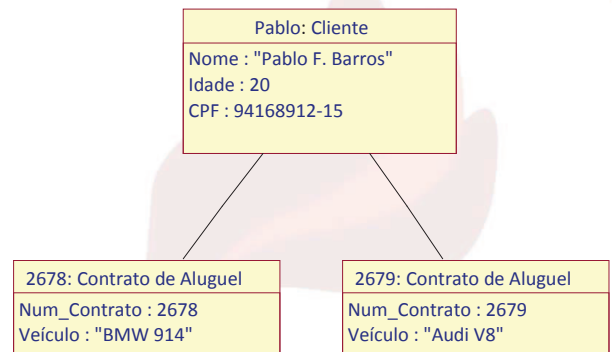 Pablo: Cliente
Nome : "Pablo F. Barros"
Idade : 20
CPF : 94168912-15
2678: Contrato de Aluguel
Num_Contrato : 2678
Veículo : "BMW 914"
2679: Contrato de Aluguel
Num_Contrato : 2679
Veículo : "Audi V8"